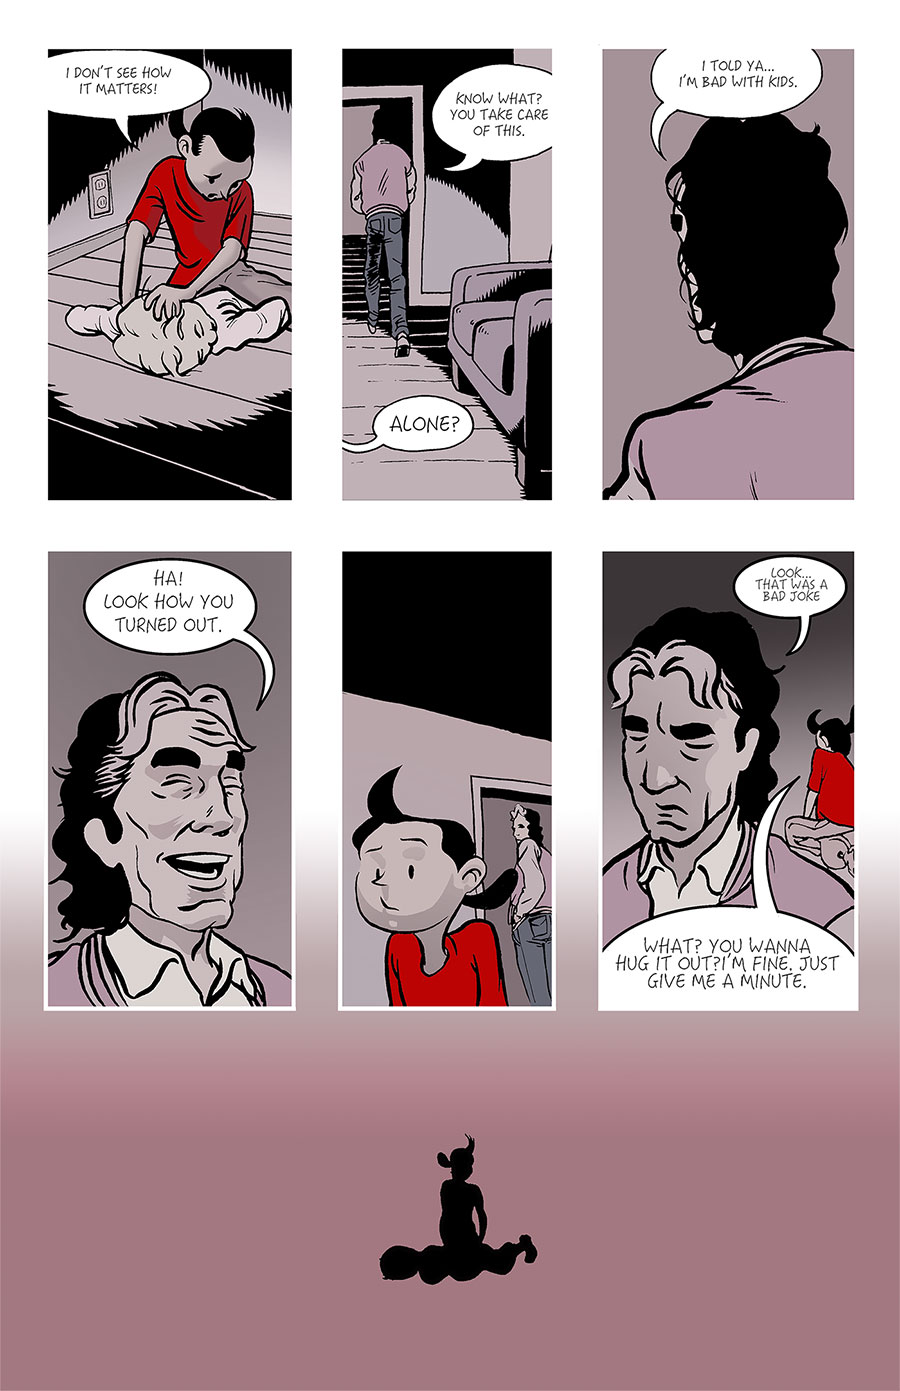 I DON'T SEE HOW
IT MATTERS!
KNOW WHAT?
YOU TAKE CARE
OF THIS.
ALONE?
I TOLD YA...
I'M BAD WITH KIDS.
HA!
LOOK HOW YOU
TURNED OUT.
LOOK...
THAT WAS A
BAD JOKE
WHAT? YOU WANNA
HUG IT OUT?I'M FINE. JUST
GIVE ME A MINUTE.